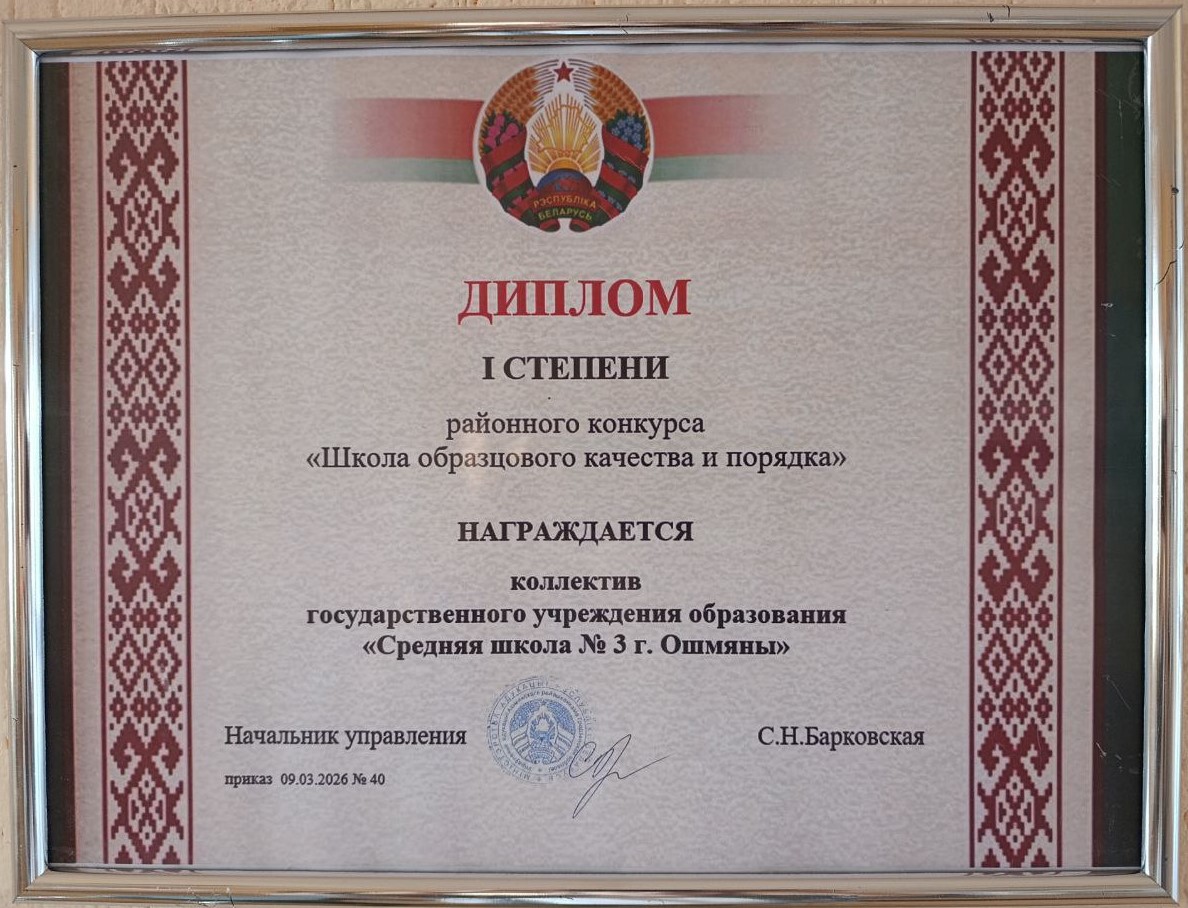 РЭСПУБЛІКА
БЕЛАРУСЬ
ДИПЛОМ
I СТЕПЕНИ
районного конкурса
«Школа образцового качества и порядка»
НАГРАЖДАЕТСЯ
коллектив
государственного учреждения образования
«Средняя школа № 3 г. Ошмяны»
Начальник управления
С.Н.Барковская
приказ 09.03.2026 № 40